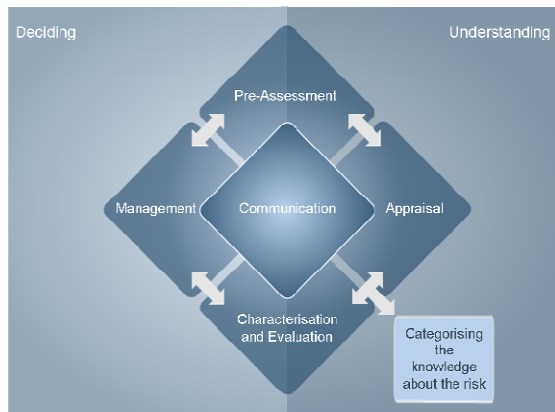 Deciding
Understanding
Pre-Assessment
Management
Communication
Appraisal
Characterisation
and Evaluation
Categorising
the
knowledge
about the risk